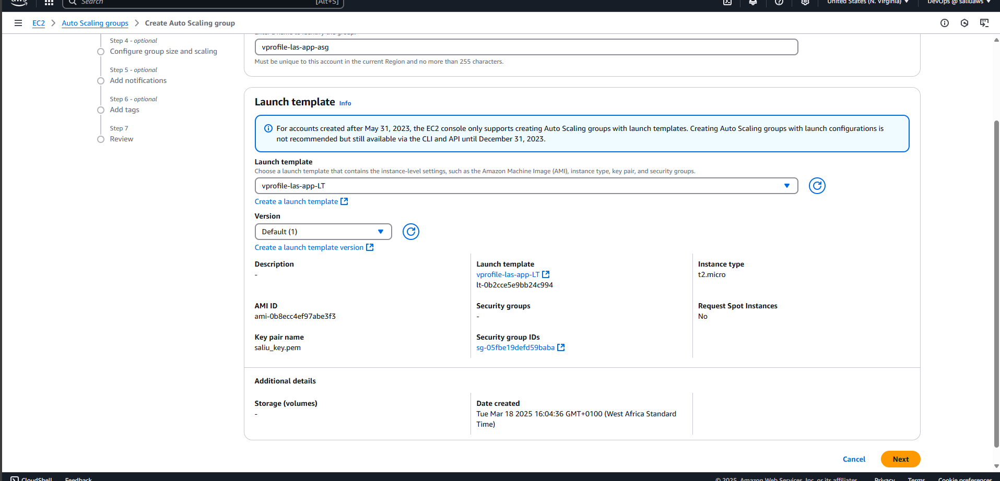 aws
Search
[Alt+S]
United States (N. Virginia)
DevOps @ saliuaws
EC2
Auto Scaling groups
Create Auto Scaling group
Step 4 - optional
Configure group size and scaling
Step 5 - optional
Add notifications
Step 6 - optional
Add tags
Step 7
Review
Enter a name to identify the group.
vprofile-las-app-asg
Must be unique to this account in the current Region and no more than 255 characters.
Launch template Info
For accounts created after May 31, 2023, the EC2 console only supports creating Auto Scaling groups with launch templates. Creating Auto Scaling groups with launch configurations is
not recommended but still available via the CLI and API until December 31, 2023.
Launch template
Choose a launch template that contains the instance-level settings, such as the Amazon Machine Image (AMI), instance type, key pair, and security groups.
vprofile-las-app-LT
Create a launch template
Version
Default (1)
Create a launch template version
Description
-
Launch template
vprofile-las-app-LT
lt-0b2cce5e9bb24c994
Instance type
t2.micro
AMI ID
ami-0b8ecc4ef97abe3f3
Security groups
-
Request Spot Instances
No
Key pair name
saliu_key.pem
Security group IDs
sg-05fbe19defd59baba
Additional details
Storage (volumes)
-
Date created
Tue Mar 18 2025 16:04:36 GMT+0100 (West Africa Standard
Time)
Cancel
Next
CloudShell
Feedback
© 2025, Amazon Web Services, Inc. or its affiliates.
Privacy
Terms
Cookie preferences